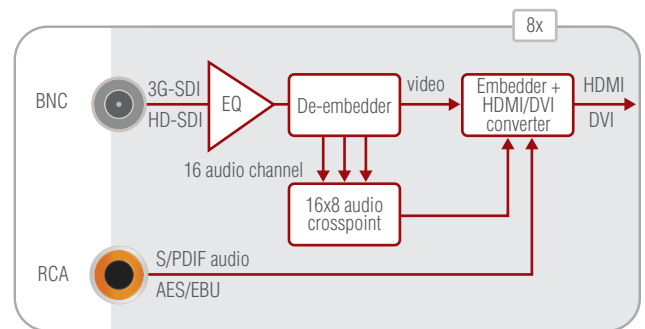 8x
BNC
3G-SDI
HD-SDI
EQ
De-embedder
video
Embedder +
HDMI/DVI
converter
HDMI
DVI
16 audio channel
16x8 audio
crosspoint
RCA
S/PDIF audio
AES/EBU